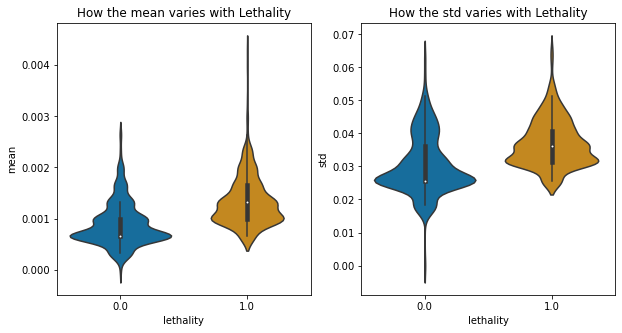 How the mean varies with Lethality
0.004
0.003
0.002
0.001
0.000
mean
0.0
1.0
lethality
How the std varies with Lethality
0.07
0.06
0.05
0.04
0.03
0.02
0.01
0.00
std
0.0
1.0
lethality